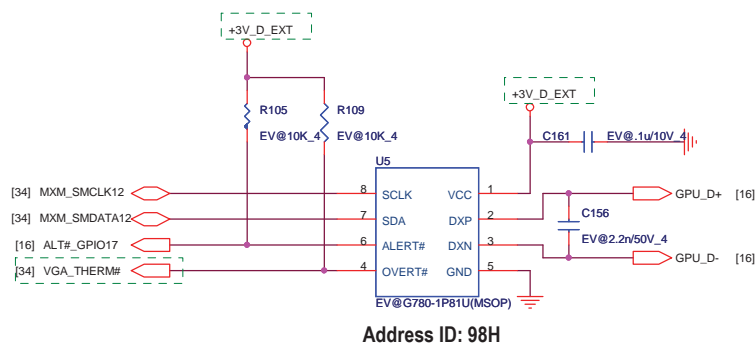 +3V_D_EXT
+3V_D_EXT
R105
R109
EV@10K_4
EV@10K_4
C161
EV@.1u/10V_4
U5
[34] MXM_SMCLK12
8
SCLK
VCC
1
[34] MXM_SMDATA12
7
SDA
DXP
2
GPU_D+
[16]
C156
EV@2.2n/50V_4
[16] ALT#_GPIO17
6
ALERT#
DXN
3
[34] VGA_THERM#
4
OVERT#
GND
5
GPU_D-
[16]
EV@G780-1P81U(MSOP)
Address ID: 98H